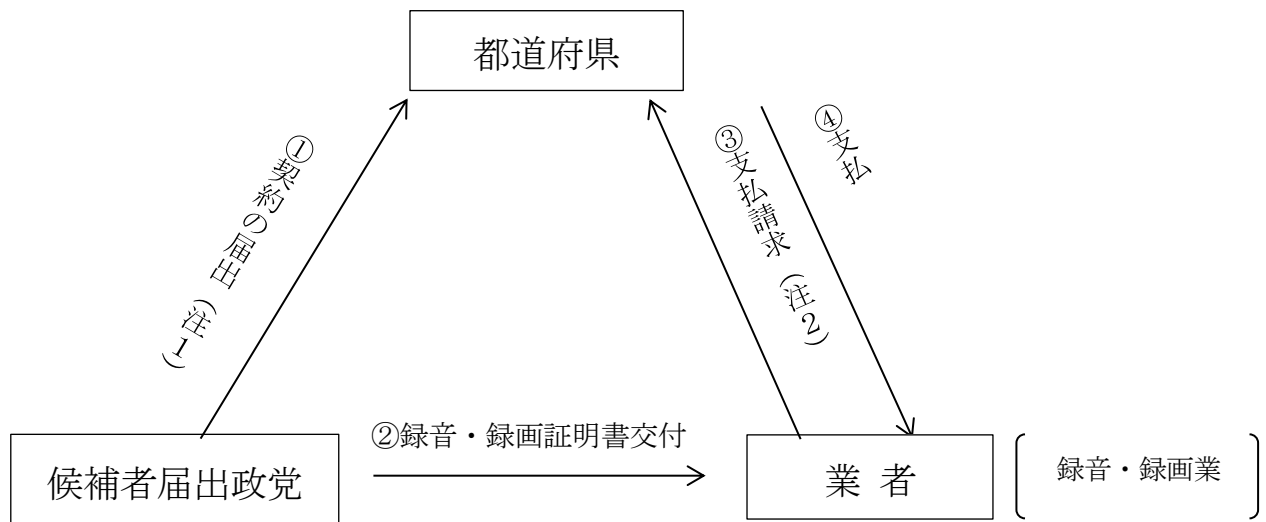 都道府県
①契約の届出（注1）
③支払請求（注2）
④支払
②録音・録画証明書交付
候補者届出政党
業 者
録音・録画業